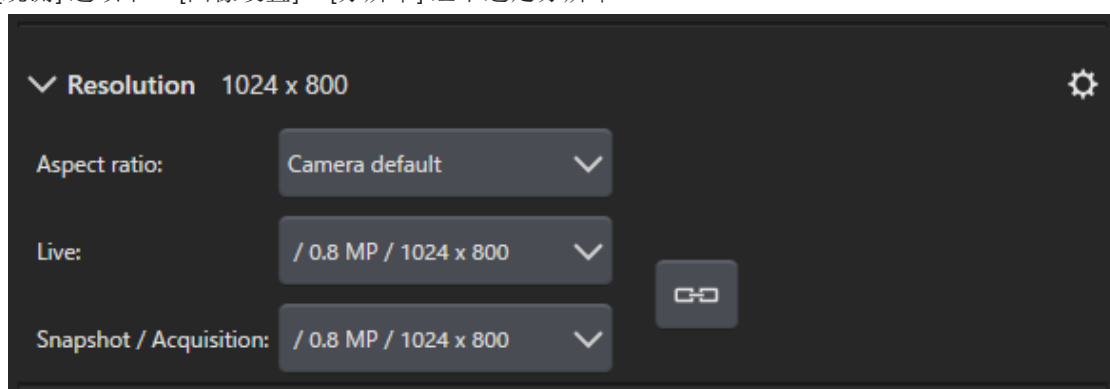 Resolution 1024 x 800
Aspect ratio: Camera default
Live: / 0.8 MP / 1024 x 800
Snapshot / Acquisition: / 0.8 MP / 1024 x 800